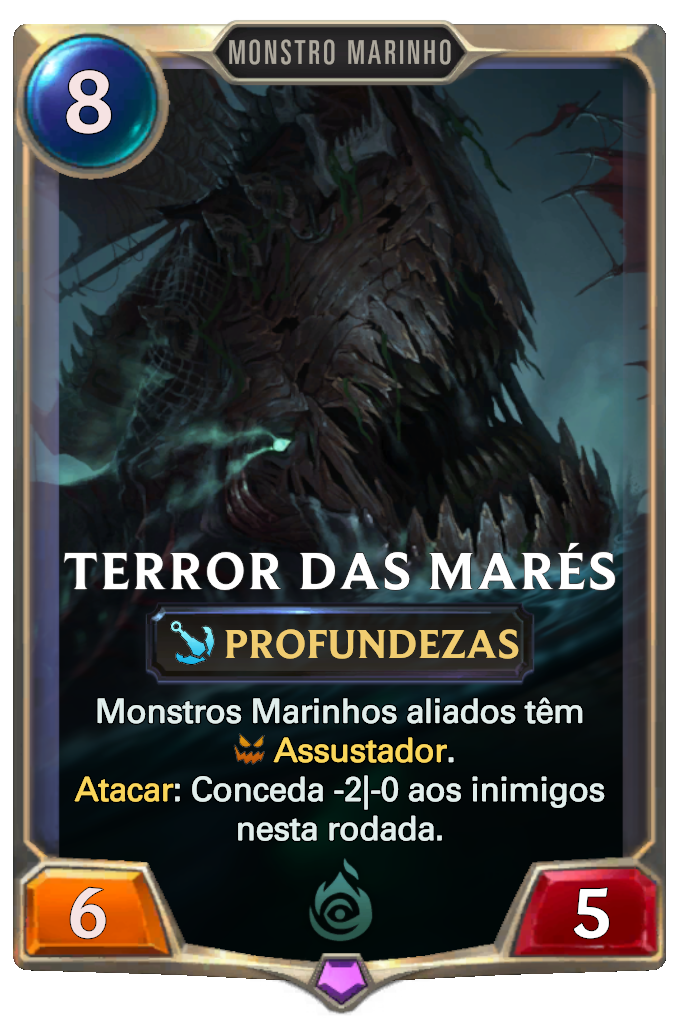 MONSTRO MARINHO
8
TERROR DAS MARÉS
PROFUNDEZAS
Monstros Marinhos aliados têm
Assustador.
Atacar: Conceda -2|-0 aos inimigos
nesta rodada.
6
5